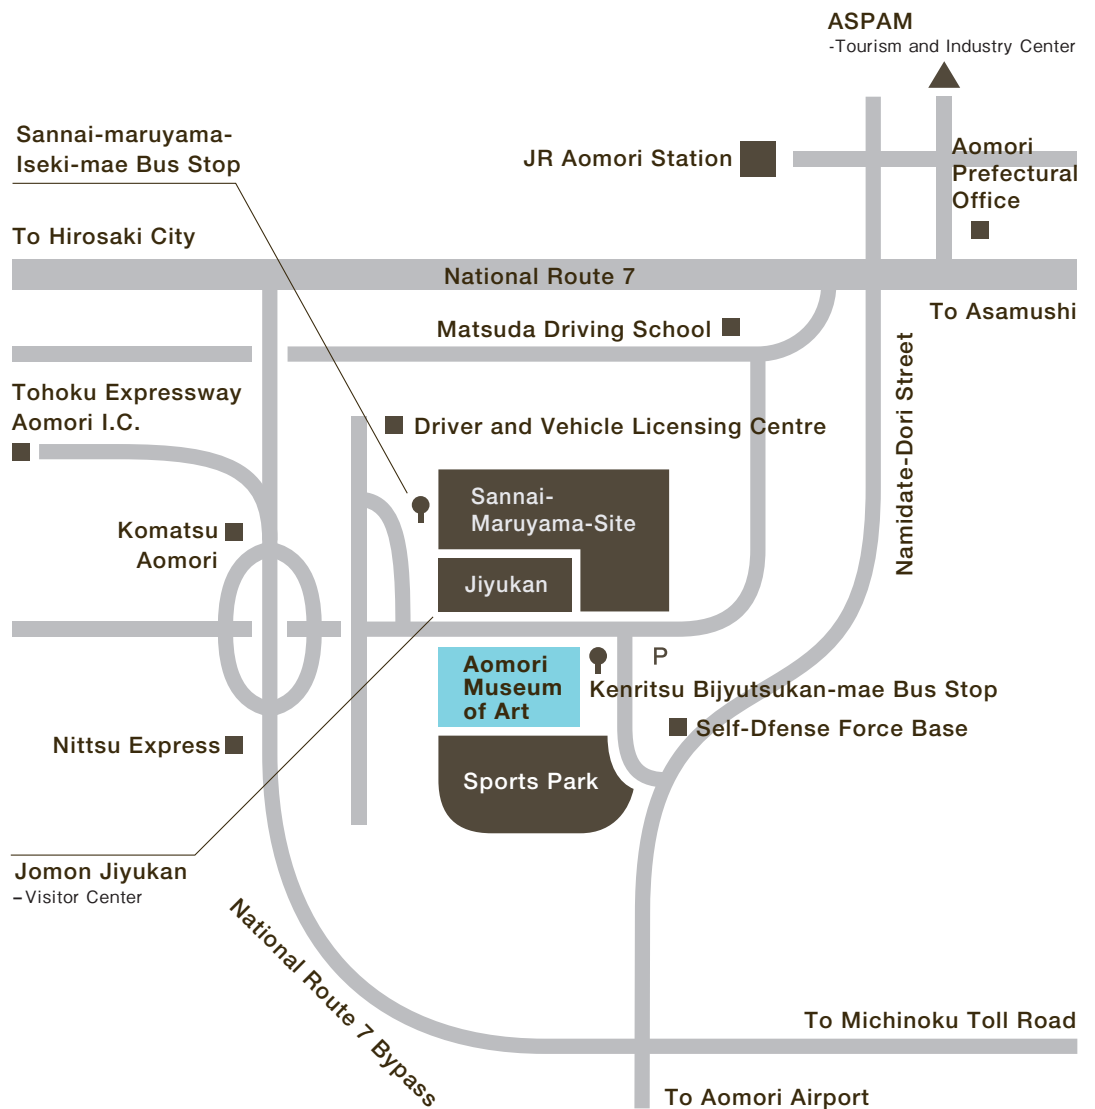 ASPAM
-Tourism and Industry Center
Sannai-maruyama-
Iseki-mae Bus Stop
JR Aomori Station
Aomori
Prefectural
Office
To Hirosaki City
National Route 7
To Asamushi
Matsuda Driving School
Namidate-Dori Street
Tohoku Expressway
Aomori I.C.
Driver and Vehicle Licensing Centre
Sannai-
Maruyama-Site
Komatsu
Aomori
Jiyukan
Aomori
Museum
of Art
P
Kenritsu Bijyutsukan-mae Bus Stop
Self-Dfense Force Base
Nittsu Express
Sports Park
Jomon Jiyukan
–Visitor Center
National Route 7 Bypass
To Michinoku Toll Road
To Aomori Airport